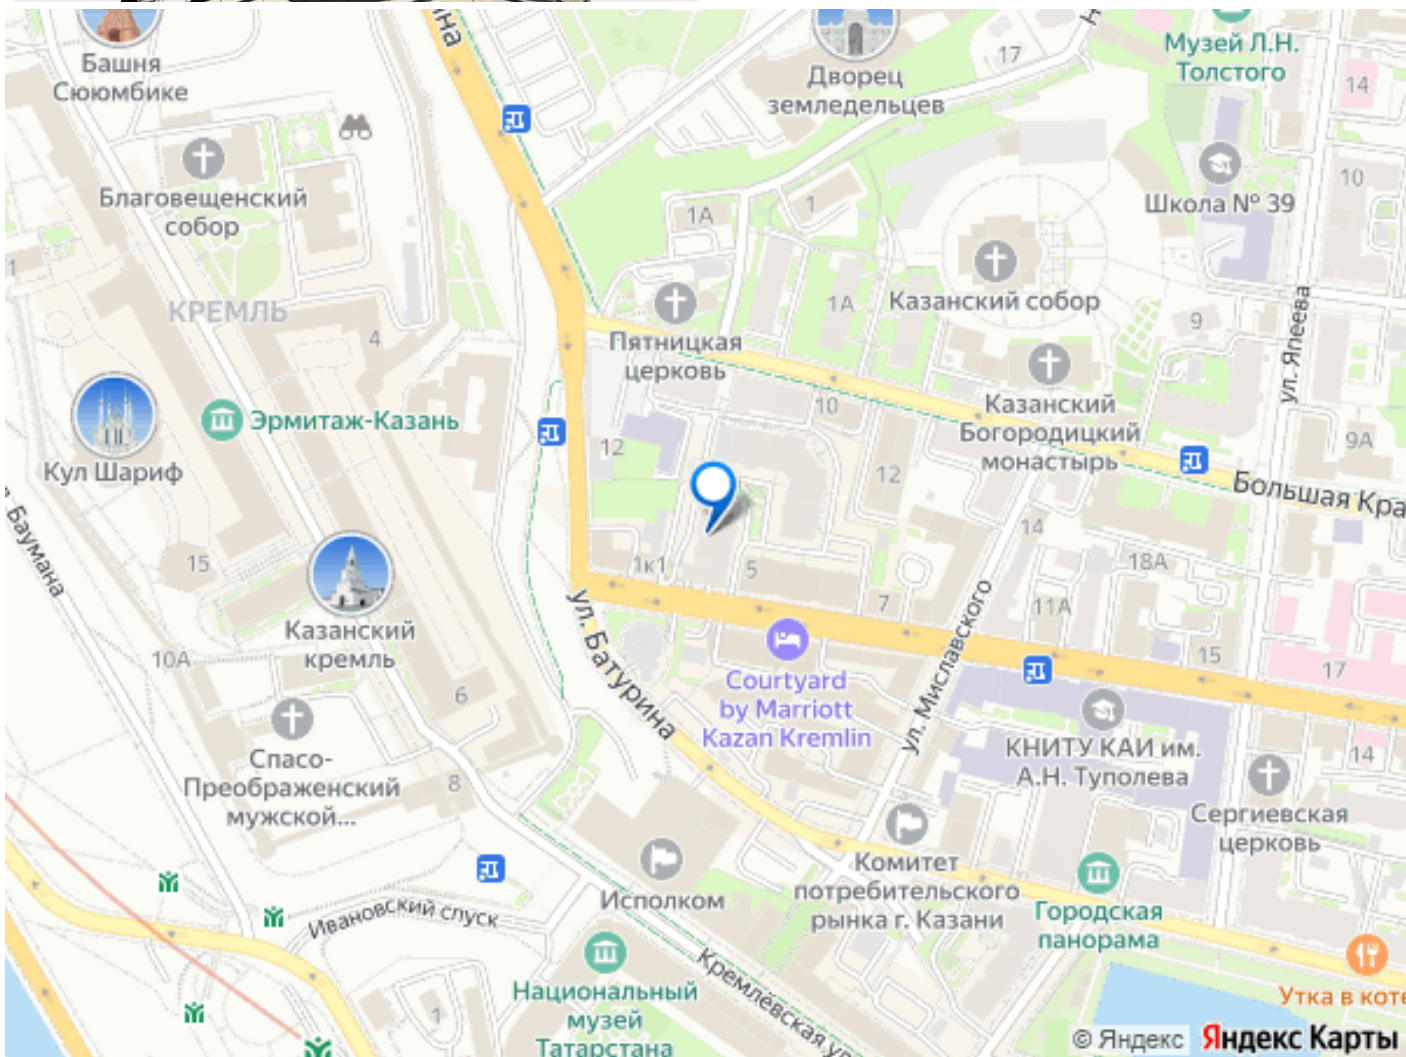 ина
Н
Башня
Сююмбике
Дворец
земледельцев
17
Музей Л.Н.
Толстого
14
Благовещенский
собор
1А
1
Школа № 39
10
1
КРЕМЛЬ
4
Пятницкая
церковь
1А
Казанский собор
9
ул. Япеева
Эрмитаж-Казань
Кул Шариф
12
10
12
Казанский
Богородицкий
монастырь
9А
Большая Кра
л. Баумана
15
1к1
5
7
14
18А
11А
15
17
Казанский
кремль
10А
6
8
ул. Батурина
Courtyard
by Marriott
Kazan Kremlin
ул. Миславского
КНИТУ КАИ им.
А.Н. Туполева
14
Спасо-
Преображенский
мужской...
Сергиевская
церковь
Исполком
Комитет
потребительского
рынка г. Казани
Городская
панорама
Ивановский спуск
Национальный
музей
Татарстана
Кремлёвская ул
1
Утка в коте
© Яндекс Яндекс Карты